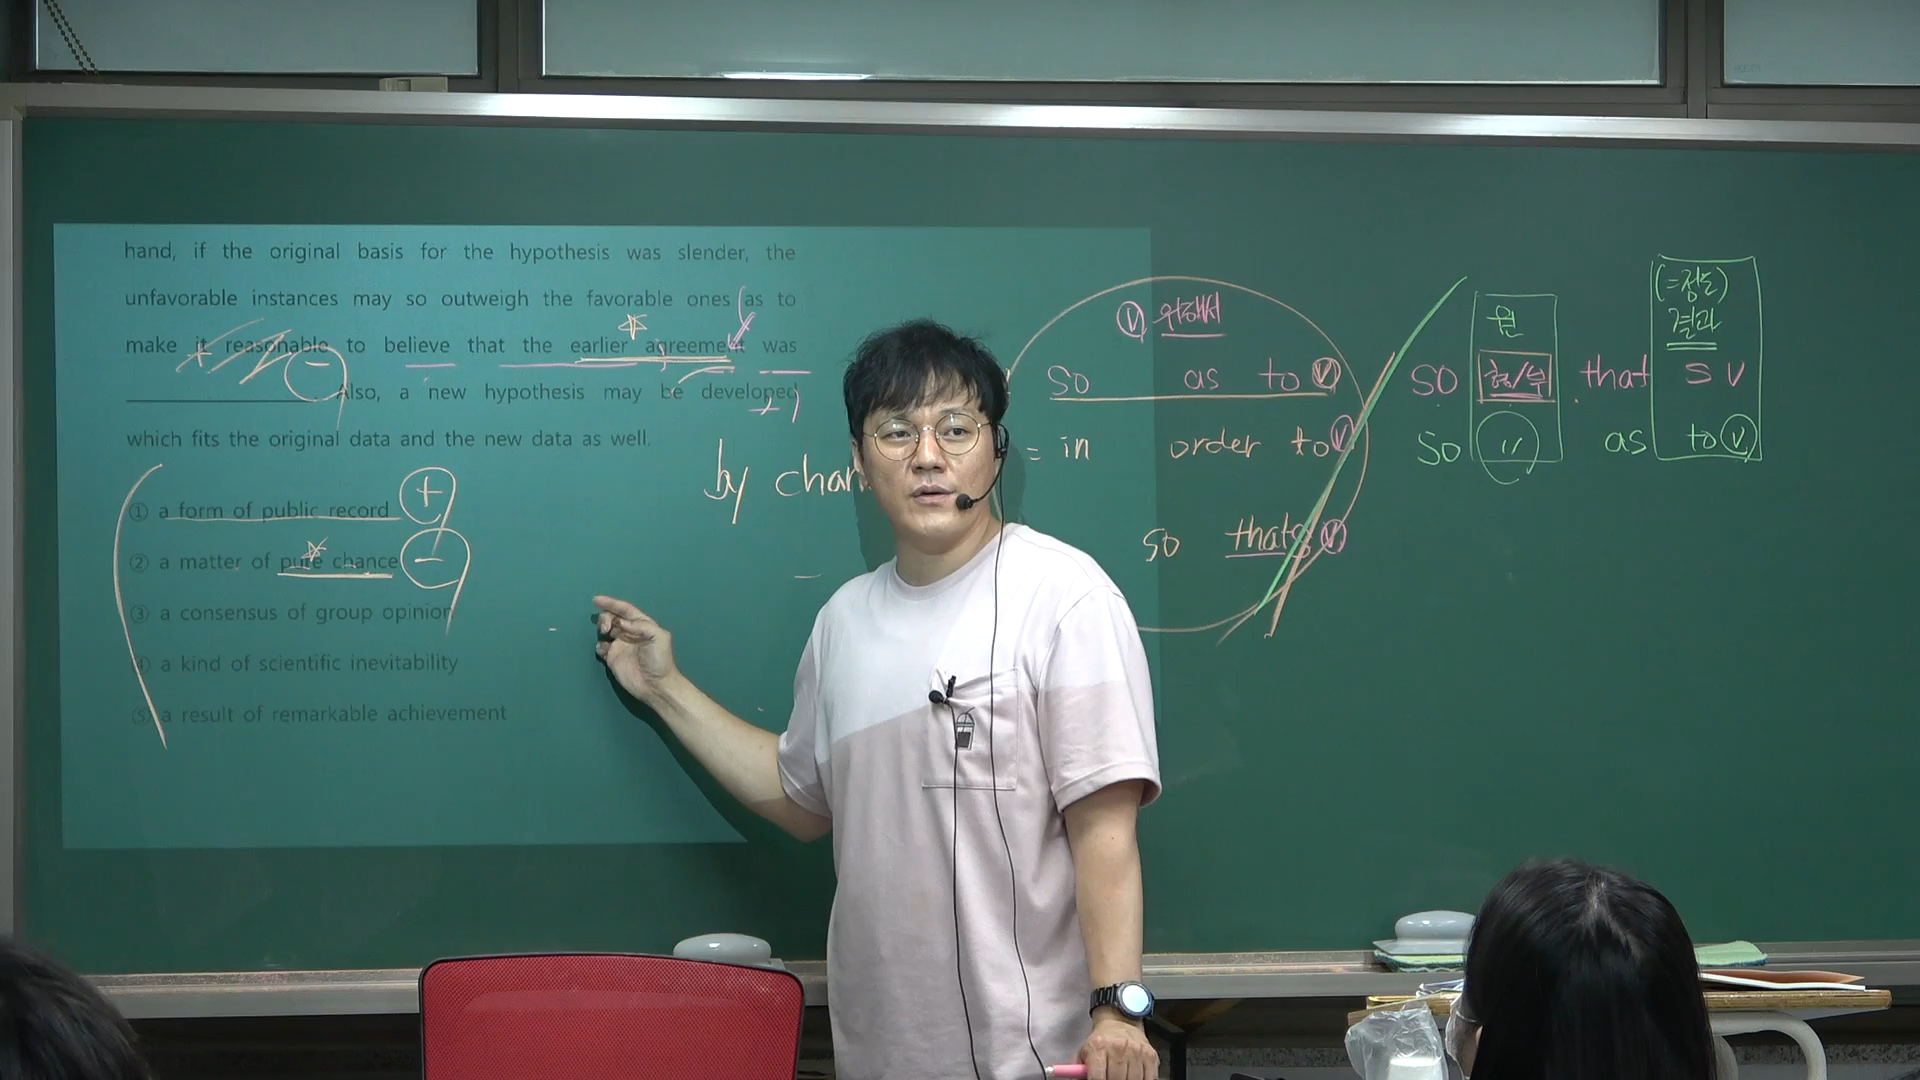 hand, if the original basis for the hypothesis was slender, the
unfavorable instances may so outweigh the favorable ones as to
make it reasonable to believe that the earlier agreement was
. Also, a new hypothesis may be developed
which fits the original data and the new data as well.
① a form of public record
② a matter of pure chance
③ a consensus of group opinion
④ a kind of scientific inevitability
⑤ a result of remarkable achievement
+
-
-
by chan
Ⓥ 위해서
so as to Ⓥ
= in order to Ⓥ
so that S Ⓥ
원
(=정도)
결과
so 형/부 that S V
so 〃 as to Ⓥ